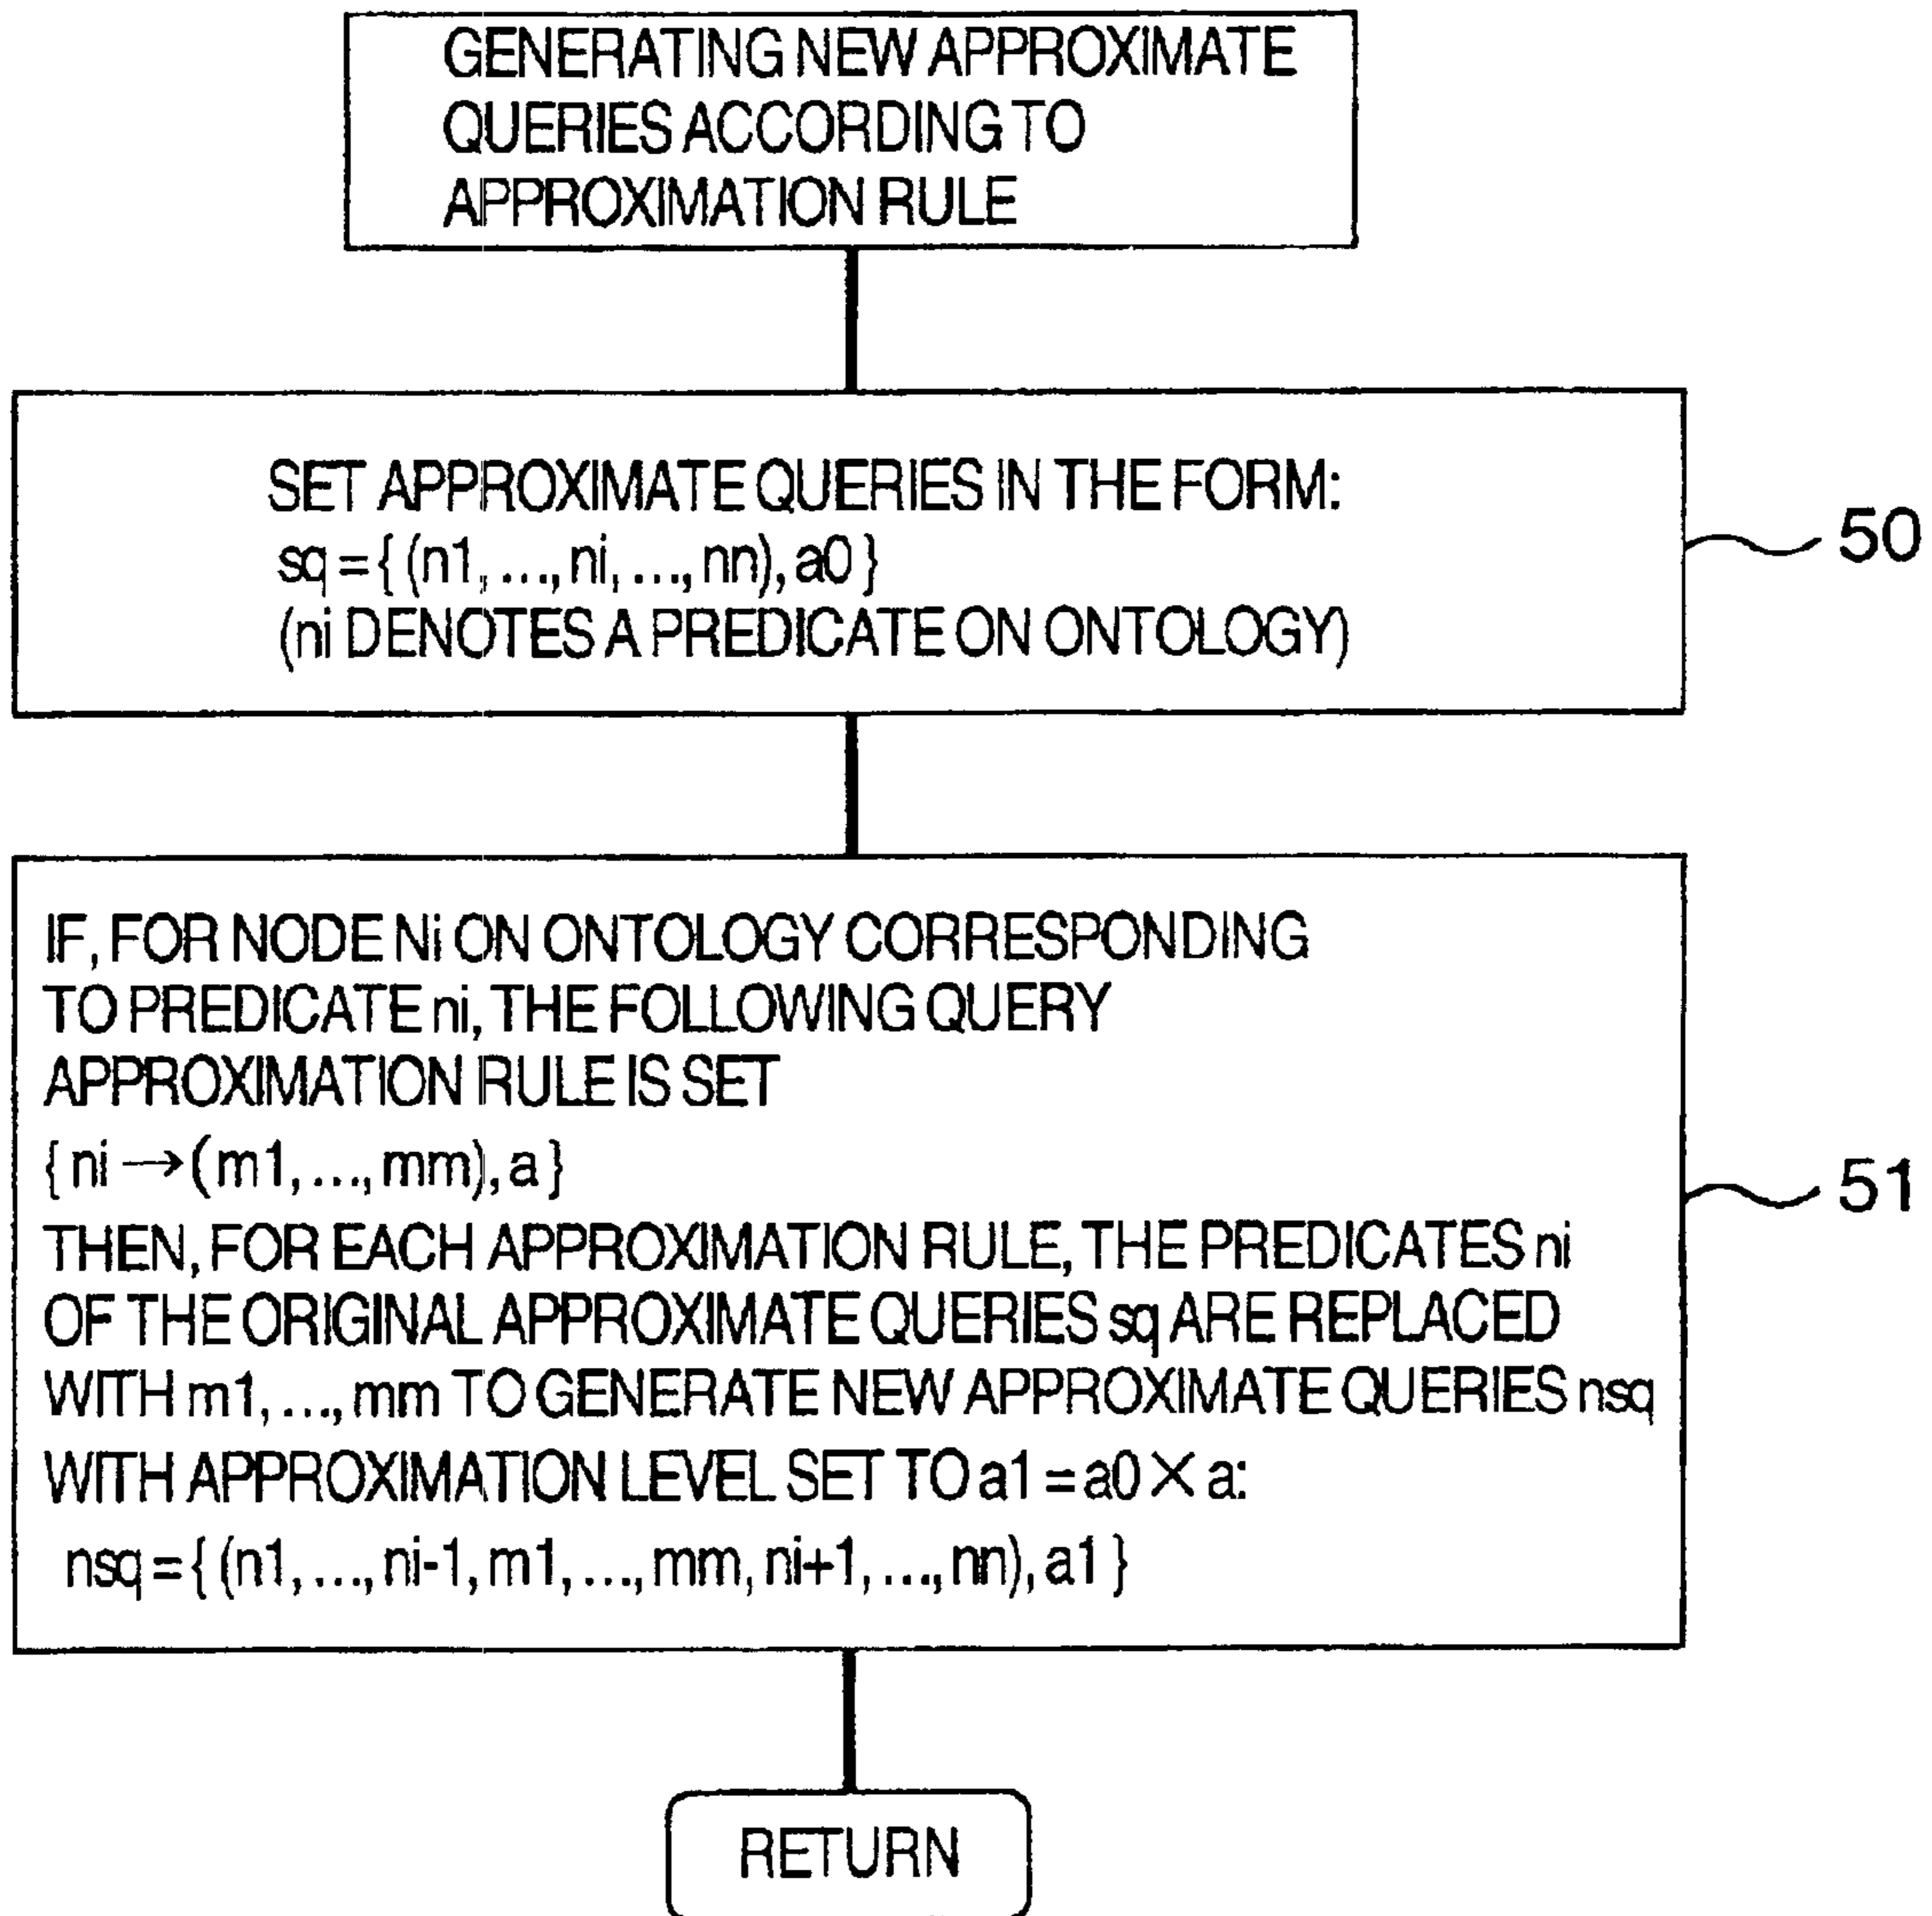 GENERATING NEW APPROXIMATE
QUERIES ACCORDING TO
APPROXIMATION RULE
SET APPROXIMATE QUERIES IN THE FORM:
sq={(n1, ..., ni, ..., nn), a0}
(ni DENOTES A PREDICATE ON ONTOLOGY)
50
IF, FOR NODE Ni ON ONTOLOGY CORRESPONDING
TO PREDICATE ni, THE FOLLOWING QUERY
APPROXIMATION RULE IS SET
{ni→(m1, ..., mm), a}
51
THEN, FOR EACH APPROXIMATION RULE, THE PREDICATES ni
OF THE ORIGINAL APPROXIMATE QUERIES sq ARE REPLACED
WITH m1, ..., mm TO GENERATE NEW APPROXIMATE QUERIES nsq
WITH APPROXIMATION LEVEL SET TO a1=a0×a:
nsq={(n1, ..., ni-1, m1, ..., mm, ni+1, ..., nn), a1}
RETURN